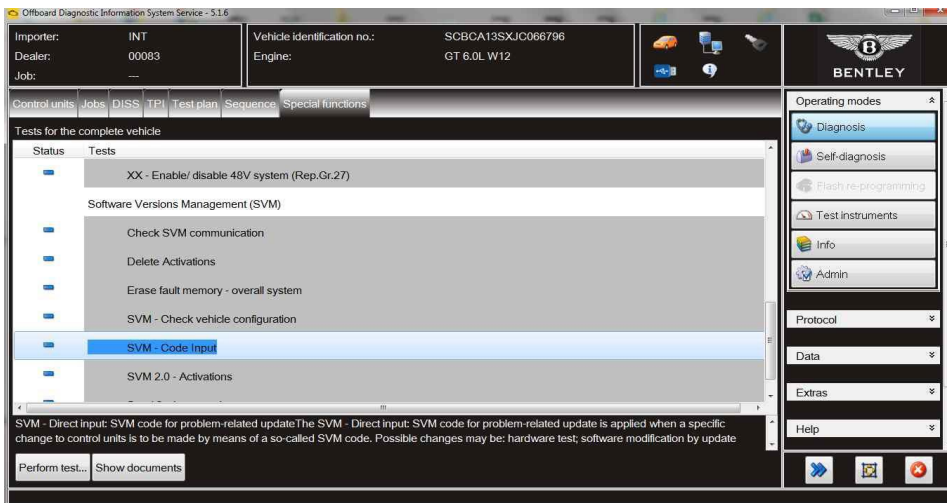 Offboard Diagnostic Information System Service - 5.1.6
Importer: INT
Dealer: 00083
Job: ---
Vehicle identification no.: SCBCA13SXJC066796
Engine: GT 6.0L W12
BENTLEY
Control units Jobs DISS TPI Test plan Sequence Special functions
Tests for the complete vehicle
Status Tests
XX - Enable/ disable 48V system (Rep.Gr.27)
Software Versions Management (SVM)
Check SVM communication
Delete Activations
Erase fault memory - overall system
SVM - Check vehicle configuration
SVM - Code Input
SVM 2.0 - Activations
SVM - Direct input: SVM code for problem-related updateThe SVM - Direct input: SVM code for problem-related update is applied when a specific
change to control units is to be made by means of a so-called SVM code. Possible changes may be: hardware test; software modification by update
Perform test... Show documents
Operating modes
Diagnosis
Self-diagnosis
Flash re-programming
Test instruments
Info
Admin
Protocol
Data
Extras
Help